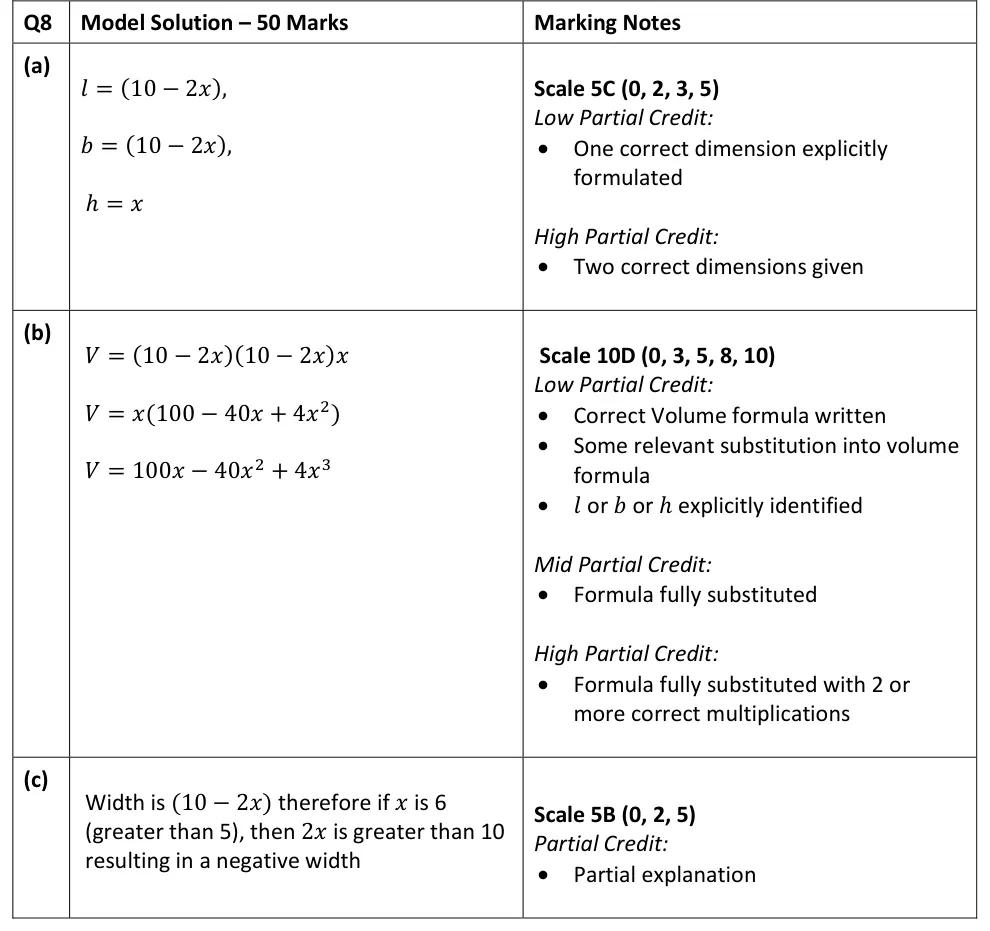 Q8 Model Solution – 50 Marks Marking Notes
(a)
l = (10 − 2x),
b = (10 − 2x),
h = x
Scale 5C (0, 2, 3, 5)
Low Partial Credit:
• One correct dimension explicitly
formulated
High Partial Credit:
• Two correct dimensions given
(b)
V = (10 − 2x)(10 − 2x)x
V = x(100 − 40x + 4x²)
V = 100x − 40x² + 4x³
Scale 10D (0, 3, 5, 8, 10)
Low Partial Credit:
• Correct Volume formula written
• Some relevant substitution into volume
formula
• l or b or h explicitly identified
Mid Partial Credit:
• Formula fully substituted
High Partial Credit:
• Formula fully substituted with 2 or
more correct multiplications
(c)
Width is (10 − 2x) therefore if x is 6
(greater than 5), then 2x is greater than 10
resulting in a negative width
Scale 5B (0, 2, 5)
Partial Credit:
• Partial explanation